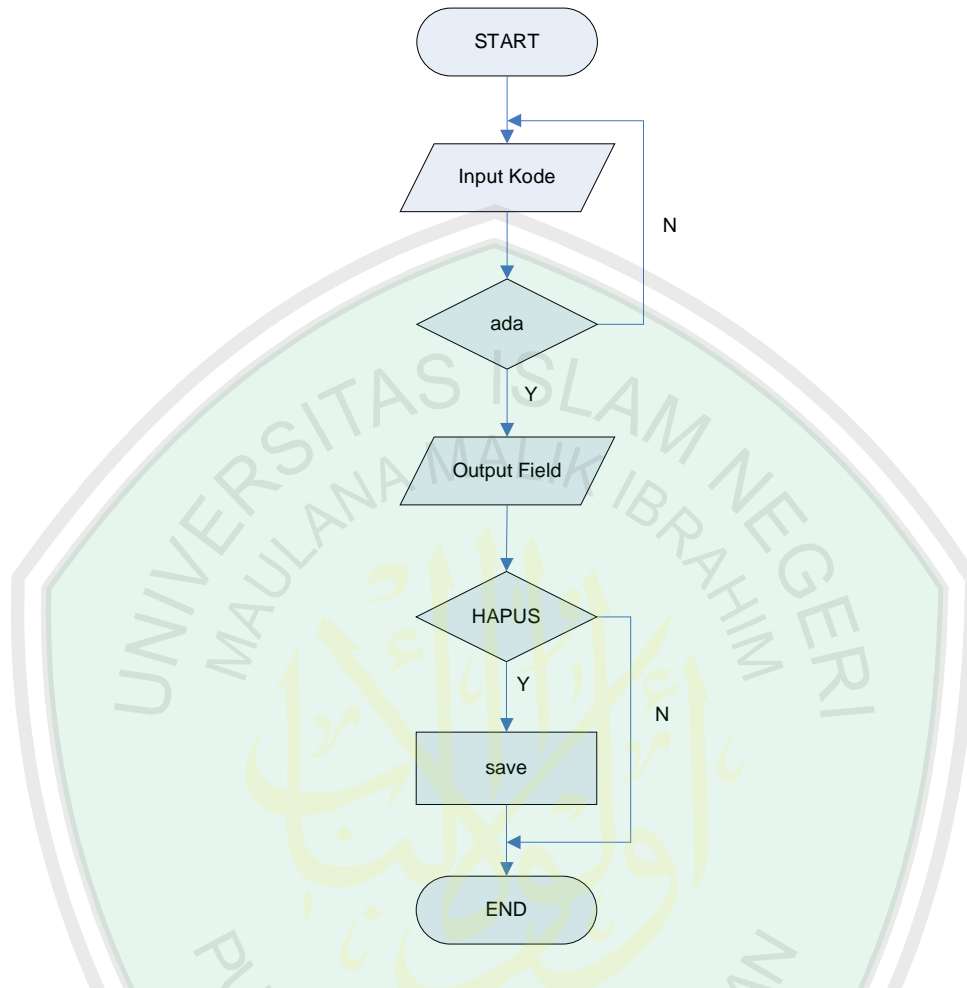 START
Input Kode
N
ada
Y
Output Field
HAPUS
Y
N
save
END
UNIVERSITAS ISLAM NEGERI
MAULANA MALIK IBRAHIM